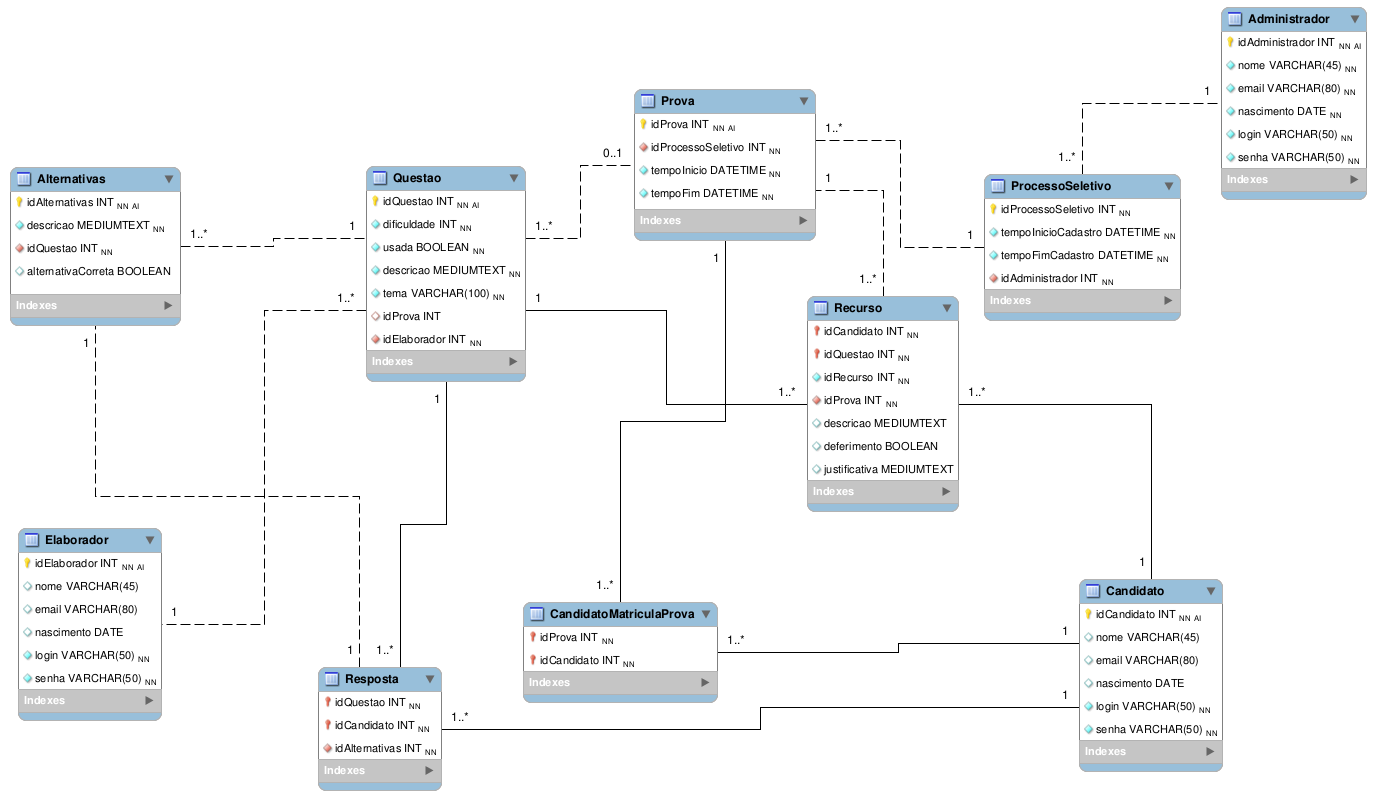 Administrador
idAdministrador INT NN AI
nome VARCHAR(45) NN
email VARCHAR(80) NN
nascimento DATE NN
login VARCHAR(50) NN
senha VARCHAR(50) NN
Indexes
Prova
idProva INT NN AI
idProcessoSeletivo INT NN
tempoInicio DATETIME NN
tempoFim DATETIME NN
Indexes
ProcessoSeletivo
idProcessoSeletivo INT NN
tempoInicioCadastro DATETIME NN
tempoFimCadastro DATETIME NN
idAdministrador INT NN
Indexes
Alternativas
idAlternativas INT NN AI
descricao MEDIUMTEXT NN
idQuestao INT NN
alternativaCorreta BOOLEAN
Indexes
Questao
idQuestao INT NN AI
dificuldade INT NN
usada BOOLEAN NN
descricao MEDIUMTEXT NN
tema VARCHAR(100) NN
idProva INT
idElaborador INT NN
Indexes
Recurso
idCandidato INT NN
idQuestao INT NN
idRecurso INT NN
idProva INT NN
descricao MEDIUMTEXT
deferimento BOOLEAN
justificativa MEDIUMTEXT
Indexes
Elaborador
idElaborador INT NN AI
nome VARCHAR(45)
email VARCHAR(80)
nascimento DATE
login VARCHAR(50) NN
senha VARCHAR(50) NN
Indexes
Resposta
idQuestao INT NN
idCandidato INT NN
idAlternativas INT NN
Indexes
CandidatoMatriculaProva
idProva INT NN
idCandidato INT NN
Indexes
Candidato
idCandidato INT NN AI
nome VARCHAR(45)
email VARCHAR(80)
nascimento DATE
login VARCHAR(50) NN
senha VARCHAR(50) NN
Indexes
1
1..*
1..*
1
1
1..*
0..1
1..*
1..*
1
1..*
1
1
1..*
1
1..*
1
1
1
1..*
1..*
1
1..*
1
1..*
1